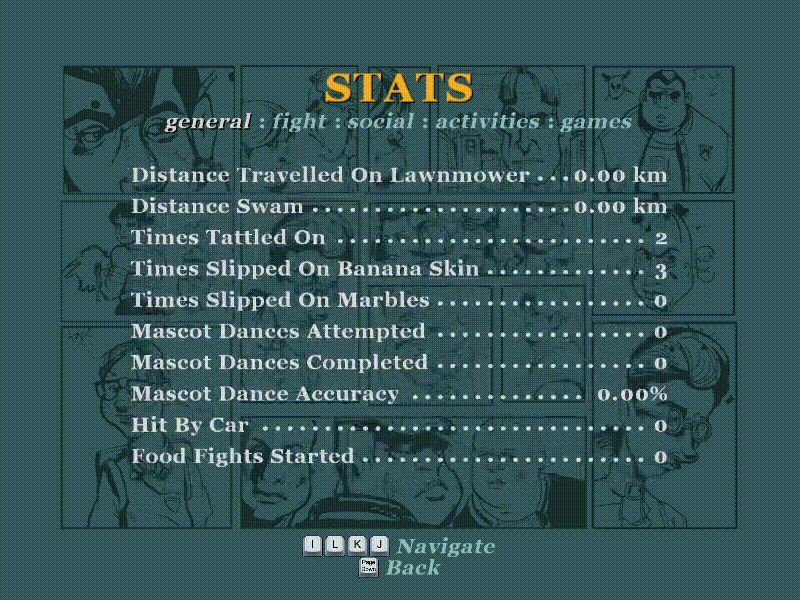 STATS
general : fight : social : activities : games
Distance Travelled On Lawnmower . . . 0.00 km
Distance Swam . . . . . . . . . . . . . . . . . . . . . 0.00 km
Times Tattled On . . . . . . . . . . . . . . . . . . . . . . . . . 2
Times Slipped On Banana Skin . . . . . . . . . . . . . 3
Times Slipped On Marbles . . . . . . . . . . . . . . . . . 0
Mascot Dances Attempted . . . . . . . . . . . . . . . . . 0
Mascot Dances Completed . . . . . . . . . . . . . . . . . 0
Mascot Dance Accuracy . . . . . . . . . . . . . . 0.00%
Hit By Car . . . . . . . . . . . . . . . . . . . . . . . . . . . . . . . 0
Food Fights Started . . . . . . . . . . . . . . . . . . . . . . . 0
I L K J Navigate
Page Down Back